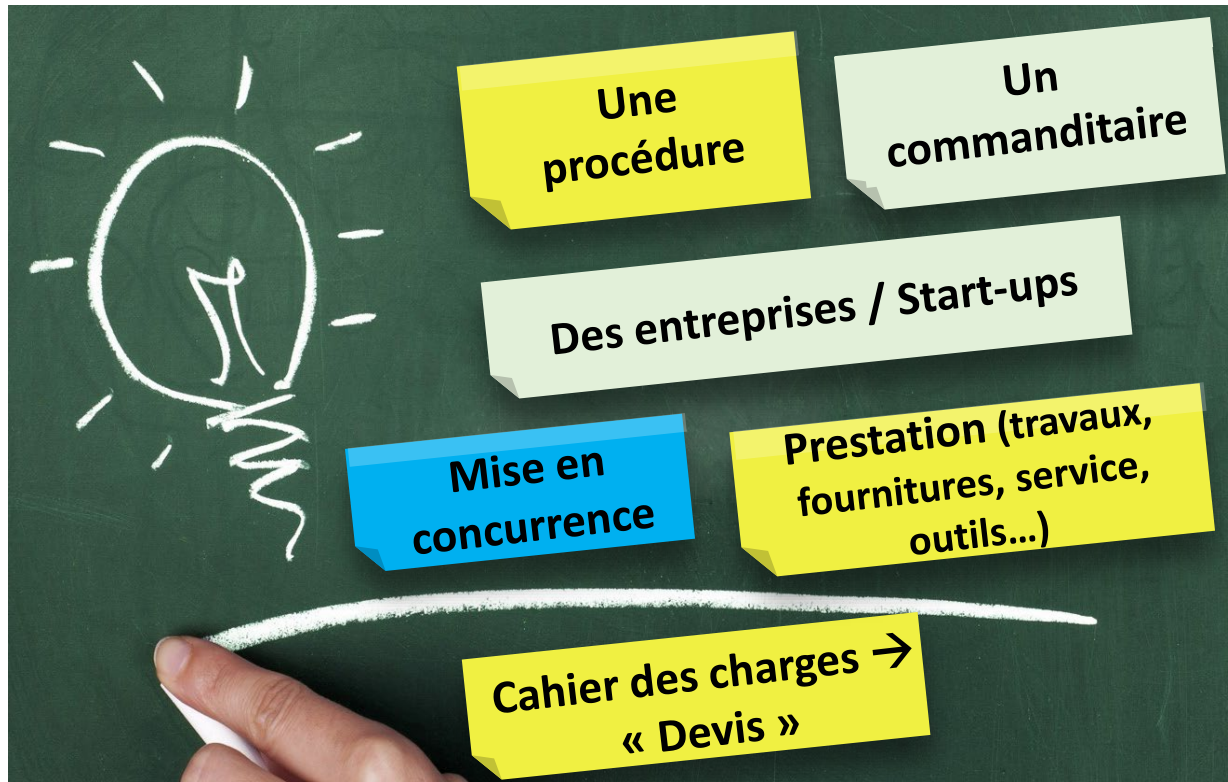 Une
procédure
Un
commanditaire
Des entreprises / Start-ups
Mise en
concurrence
Prestation (travaux,
fournitures, service,
outils...)
Cahier des charges →
« Devis »